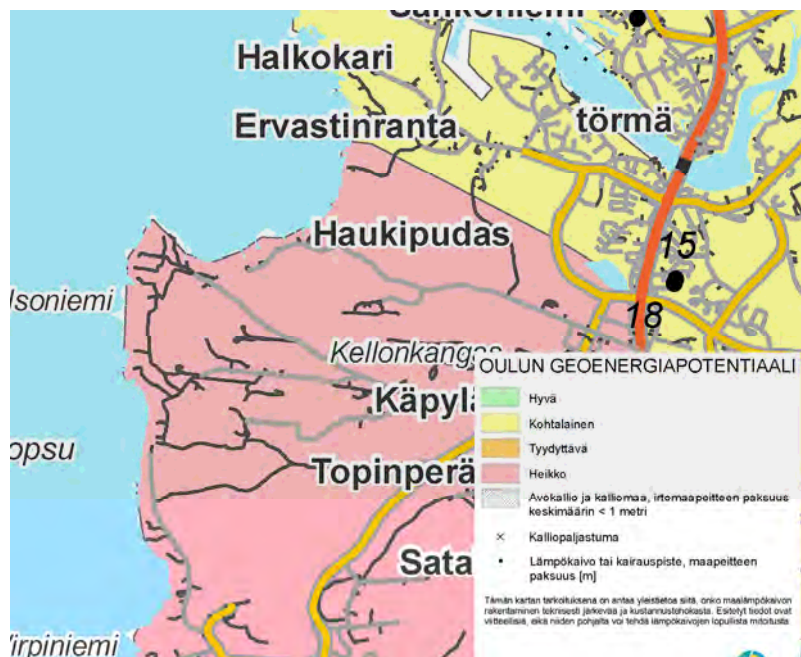 Halkokari
Ervastinranta
törmä
Haukipudas
15
Isoniemi
18
Kellonkangas
OULUN GEOENERGIAPOTENTIAALI
Käpylä
Hyvä
Kohtalainen
Tyydyttävä
Topinperä
Heikko
Avokallio ja kalliomaa, irtomaapeitteen paksuus
keskimäärin < 1 metri
Kalliopaljastuma
Sata
Lämpökaivo tai kairauspiste, maapeitteen
paksuus [m]
Tämän kartan tarkoituksena on antaa yleistietoa siitä, onko maalämpökaivon
rakentaminen teknisesti järkevää ja kustannustehokasta. Esitetyt tiedot ovat
viitteellisiä, eikä niiden pohjalta voi tehdä lämpökaivojen lopullista mitoitusta.
Virpiniemi